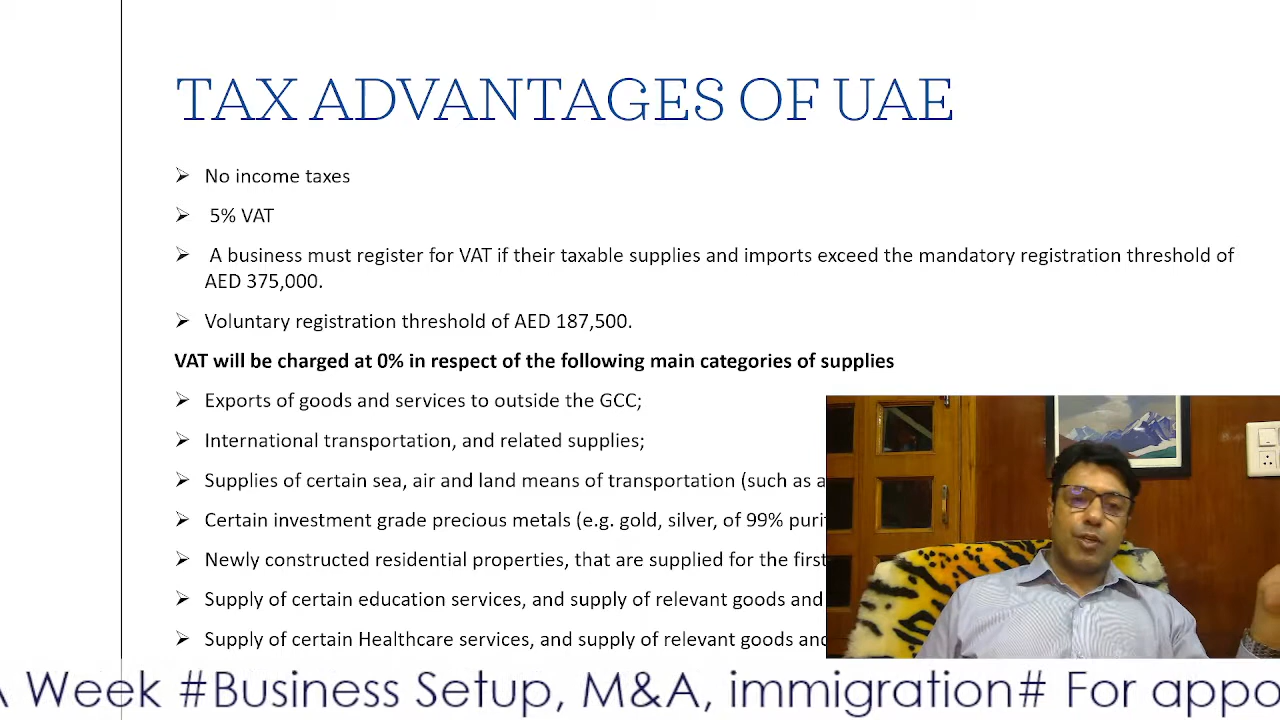 TAX ADVANTAGES OF UAE
No income taxes
5% VAT
A business must register for VAT if their taxable supplies and imports exceed the mandatory registration threshold of
AED 375,000.
Voluntary registration threshold of AED 187,500.
VAT will be charged at 0% in respect of the following main categories of supplies
Exports of goods and services to outside the GCC;
International transportation, and related supplies;
Supplies of certain sea, air and land means of transportation (such as a
Certain investment grade precious metals (e.g. gold, silver, of 99% puri
Newly constructed residential properties, that are supplied for the first
Supply of certain education services, and supply of relevant goods and
Supply of certain Healthcare services, and supply of relevant goods and
A Week #Business Setup, M&A, immigration# For appo